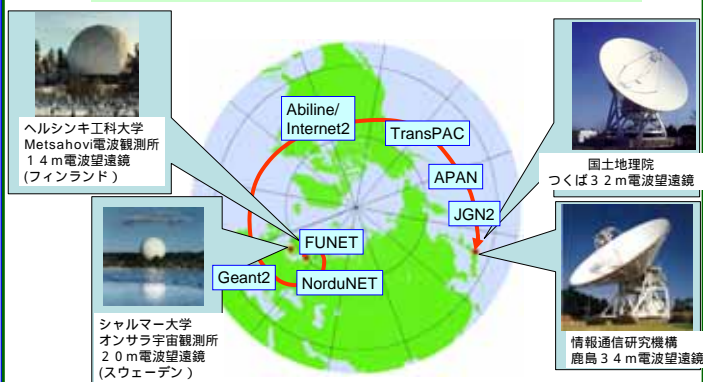 ヘルシンキ工科大学
Metsahovi電波観測所
１４ｍ電波望遠鏡
(フィンランド）
Abiline/
Internet2
TransPAC
APAN
JGN2
国土地理院
つくば３２ｍ電波望遠鏡
FUNET
Geant2
NorduNET
シャルマー大学
オンサラ宇宙観測所
２０ｍ電波望遠鏡
(スウェーデン）
情報通信研究機構
鹿島３４ｍ電波望遠鏡